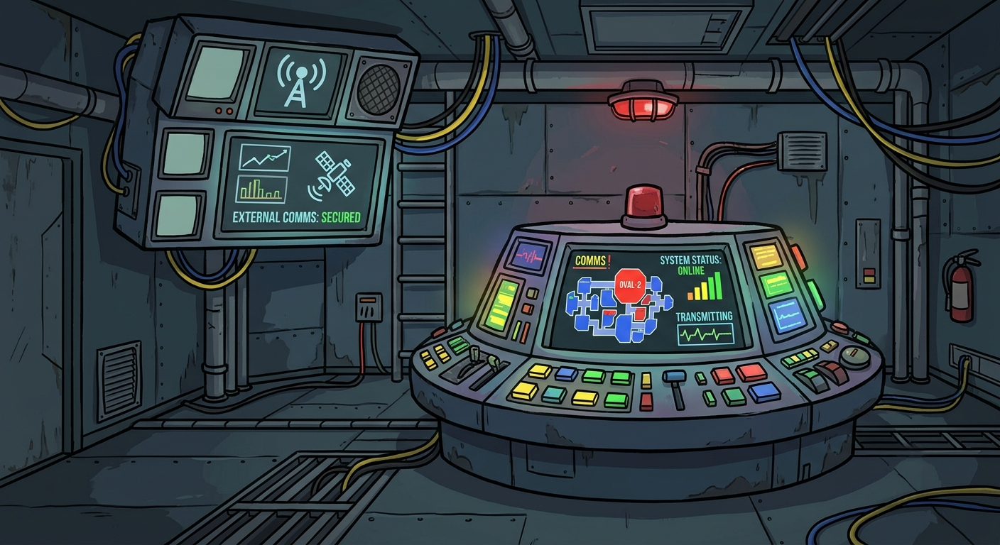 EXTERNAL COMMS: SECURED
COMMS!
OVAL-2
SYSTEM STATUS:
ONLINE
TRANSMITTING